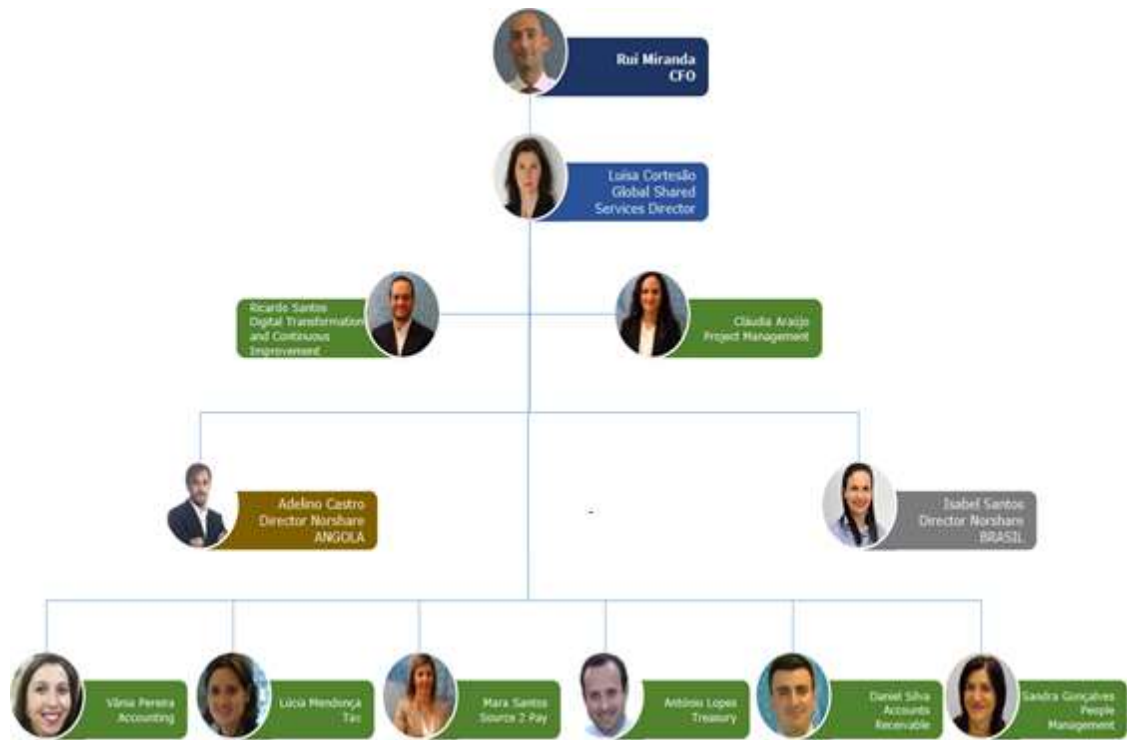 Rui Miranda
CFO
Luísa Cortesão
Global Shared
Services Director
Ricardo Santos
Digital Transformation
and Continuous
Improvement
Cláudia Araújo
Project Management
Adelino Castro
Director Norshare
ANGOLA
-
Isabel Santos
Director Norshare
BRASIL
Vânia Pereira
Accounting
Lúcia Mendonça
Tax
Mara Santos
Source 2 Pay
António Lopes
Treasury
Daniel Silva
Accounts
Receivable
Sandra Gonçalves
People
Management